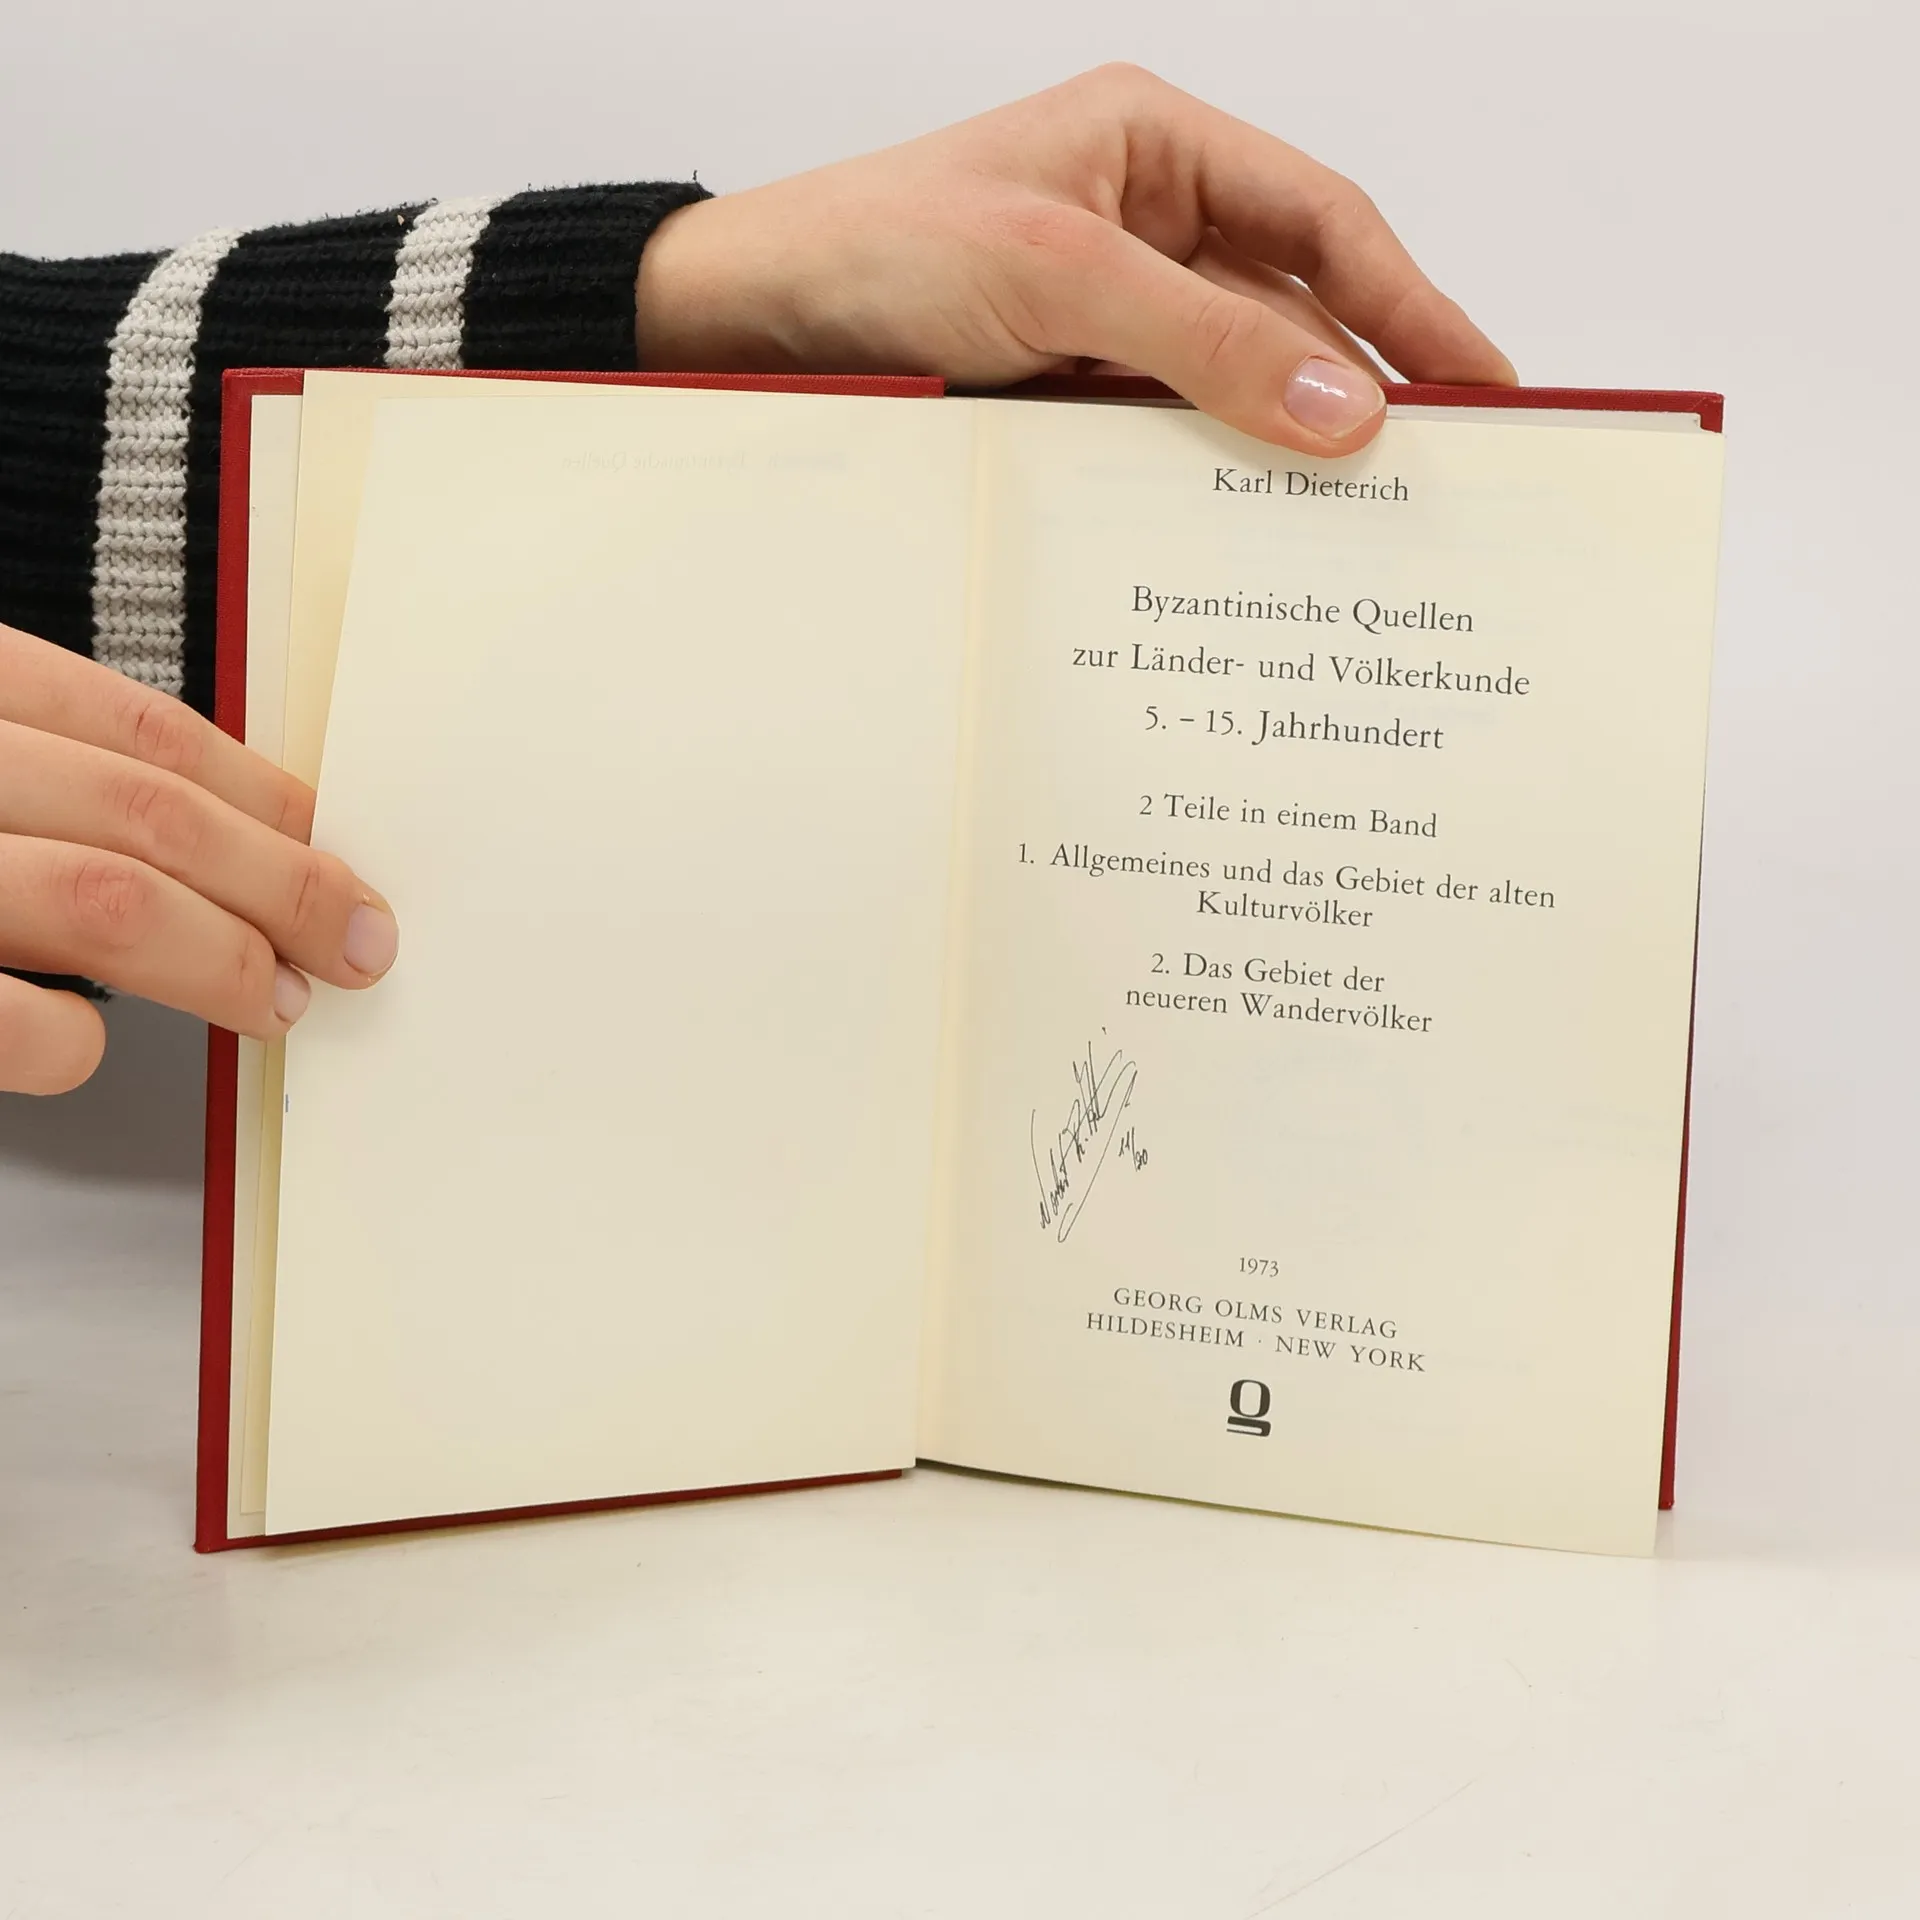 Karl Dieterich
Byzantinische Quellen
zur Länder- und Völkerkunde
5. – 15. Jahrhundert
2 Teile in einem Band
1. Allgemeines und das Gebiet der alten
Kulturvölker
2. Das Gebiet der
neueren Wandervölker
1973
GEORG OLMS VERLAG
HILDESHEIM · NEW YORK